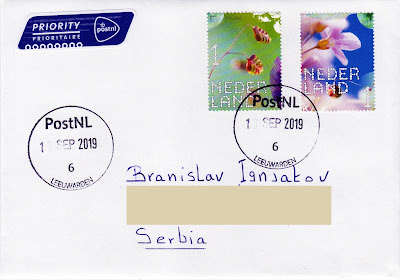 PRIORITY
PRIORITAIRE
postnl
1
NEDER
LAND
NEDER
LAND
1
PostNL
SEP 2019
6
LEEUWARDEN
PostNL
SEP 2019
6
LEEUWARDEN
Branislav Ignjatov
Serbia